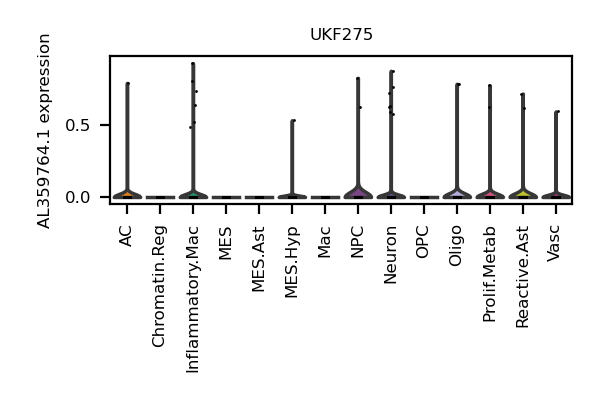 UKF275
AL359764.1 expression
0.5
0.0
AC
Chromatin.Reg
Inflammatory.Mac
MES
MES.Ast
MES.Hyp
Mac
NPC
Neuron
OPC
Oligo
Prolif.Metab
Reactive.Ast
Vasc